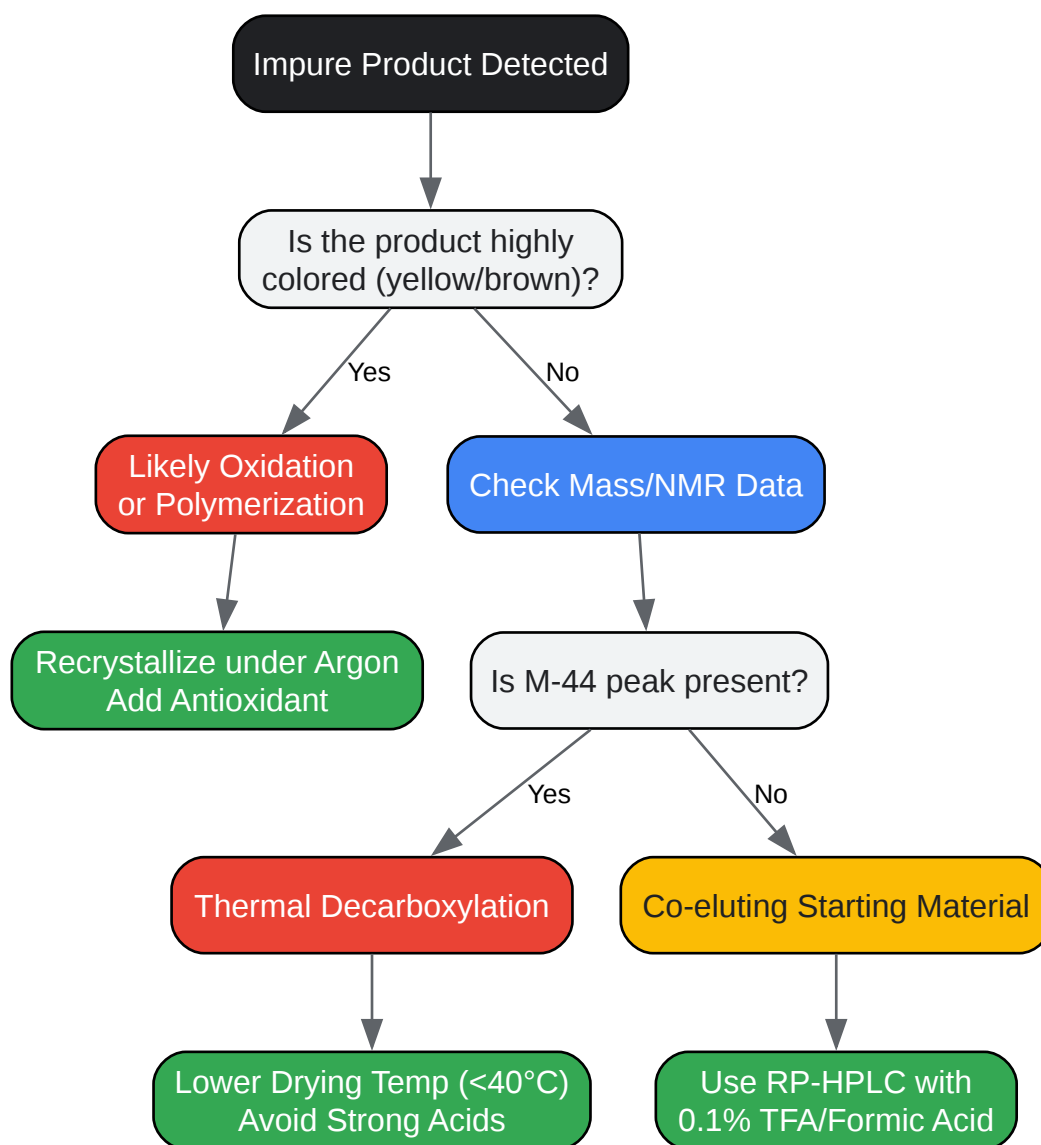 Impure Product Detected
Is the product highly
colored (yellow/brown)?
Yes
No
Likely Oxidation
or Polymerization
Check Mass/NMR Data
Recrystallize under Argon
Add Antioxidant
Is M-44 peak present?
Yes
No
Thermal Decarboxylation
Co-eluting Starting Material
Lower Drying Temp (<40°C)
Avoid Strong Acids
Use RP-HPLC with
0.1% TFA/Formic Acid